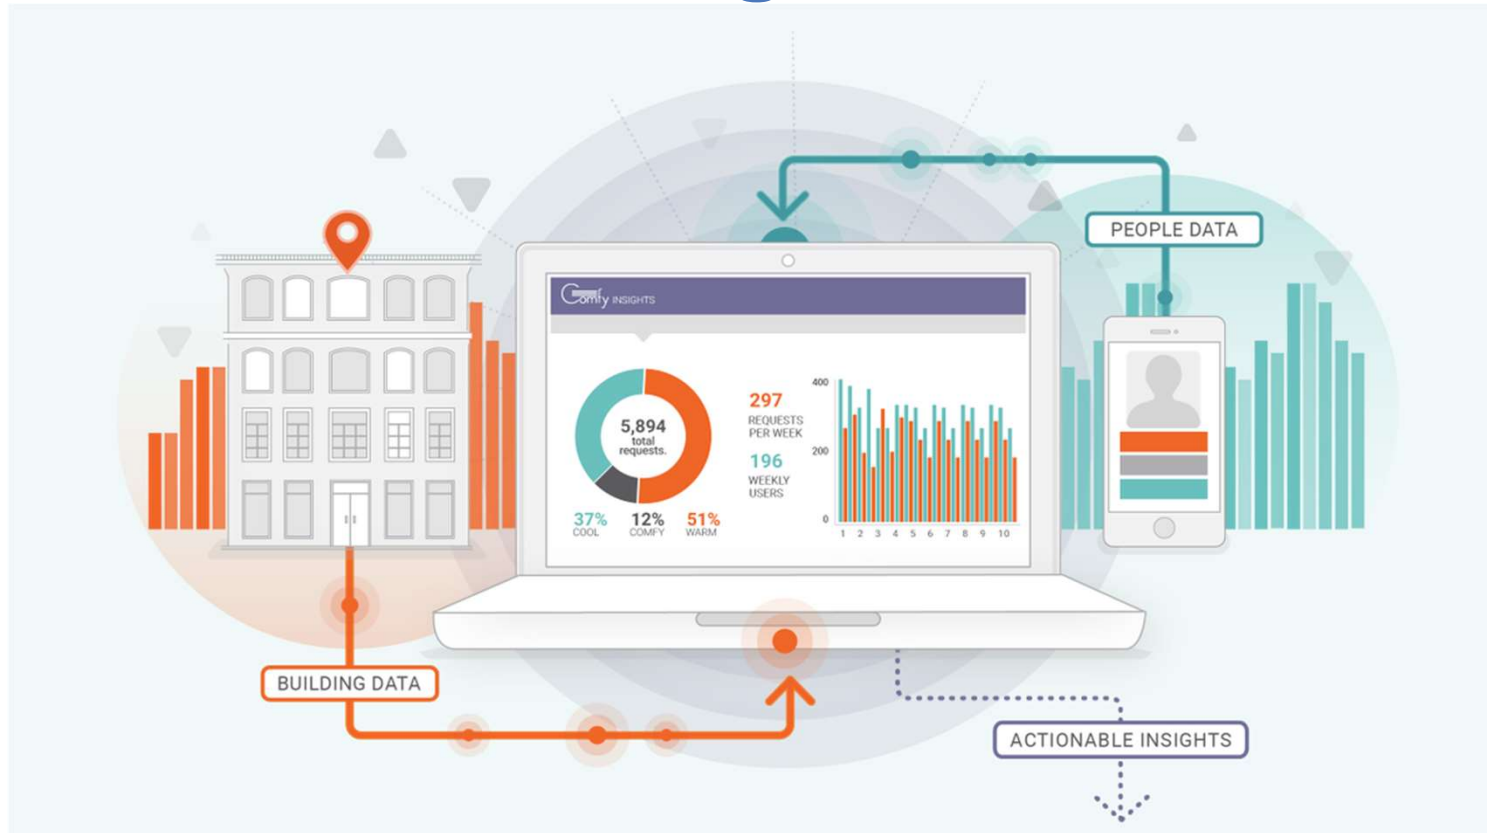 PEOPLE DATA
Comfy INSIGHTS
5,894
total
requests.
37%
COOL
12%
COMFY
51%
WARM
297
REQUESTS
PER WEEK
196
WEEKLY
USERS
400
200
0
1 2 3 4 5 6 7 8 9 10
BUILDING DATA
ACTIONABLE INSIGHTS